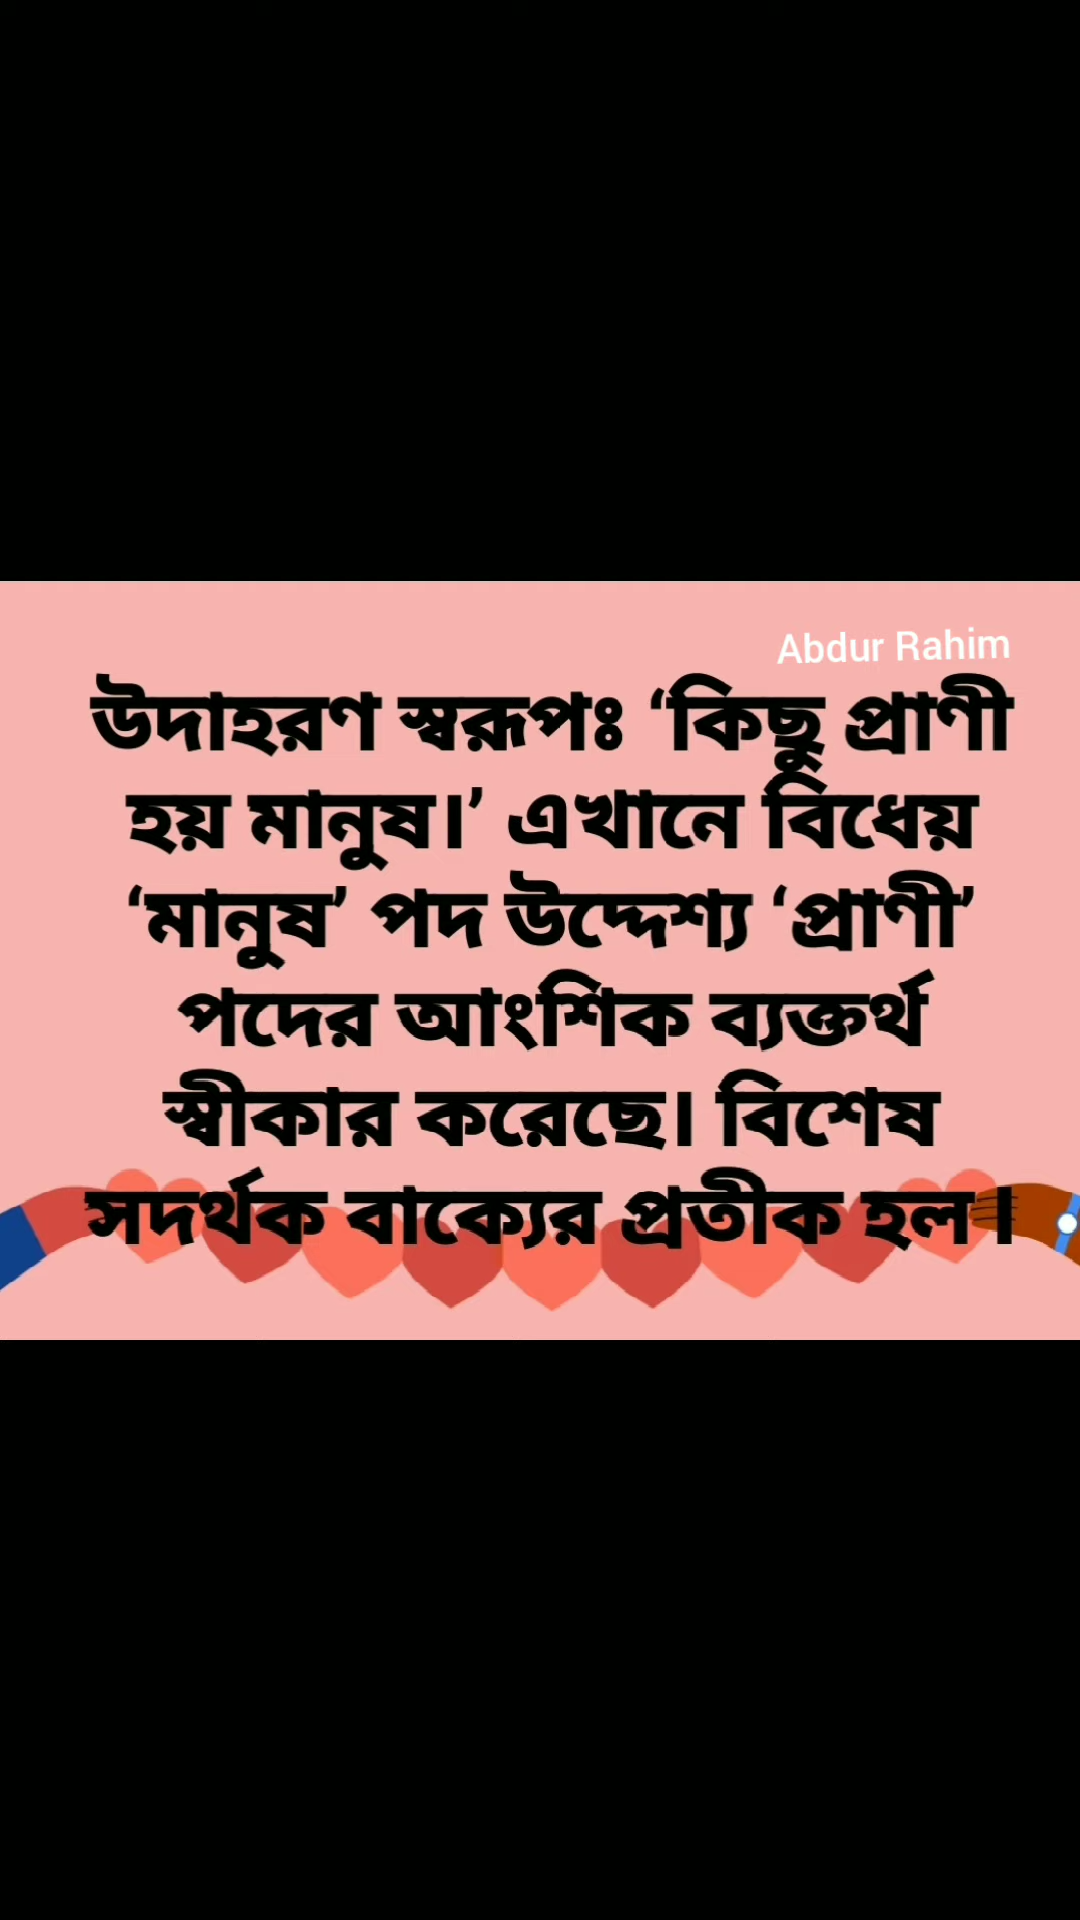 Abdur Rahim
উদাহরণ স্বরূপঃ ‘কিছু প্রাণী
হয় মানুষ।’ এখানে বিধেয়
‘মানুষ’ পদ উদ্দেশ্য ‘প্রাণী’
পদের আংশিক ব্যক্তর্থ
স্বীকার করেছে। বিশেষ
সদর্থক বাক্যের প্রতীক হল I